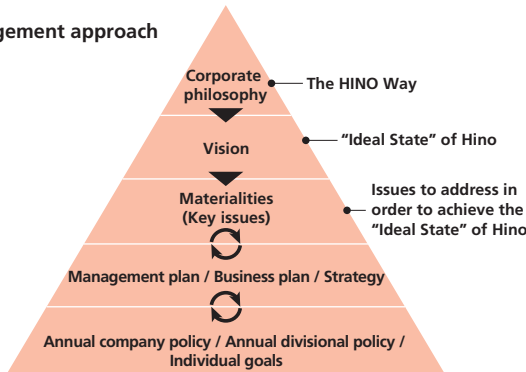 gement approach
Corporate
philosophy
The HINO Way
Vision
"Ideal State" of Hino
Materialities
(Key issues)
Issues to address in
order to achieve the
"Ideal State" of Hino
Management plan / Business plan / Strategy
Annual company policy / Annual divisional policy /
Individual goals